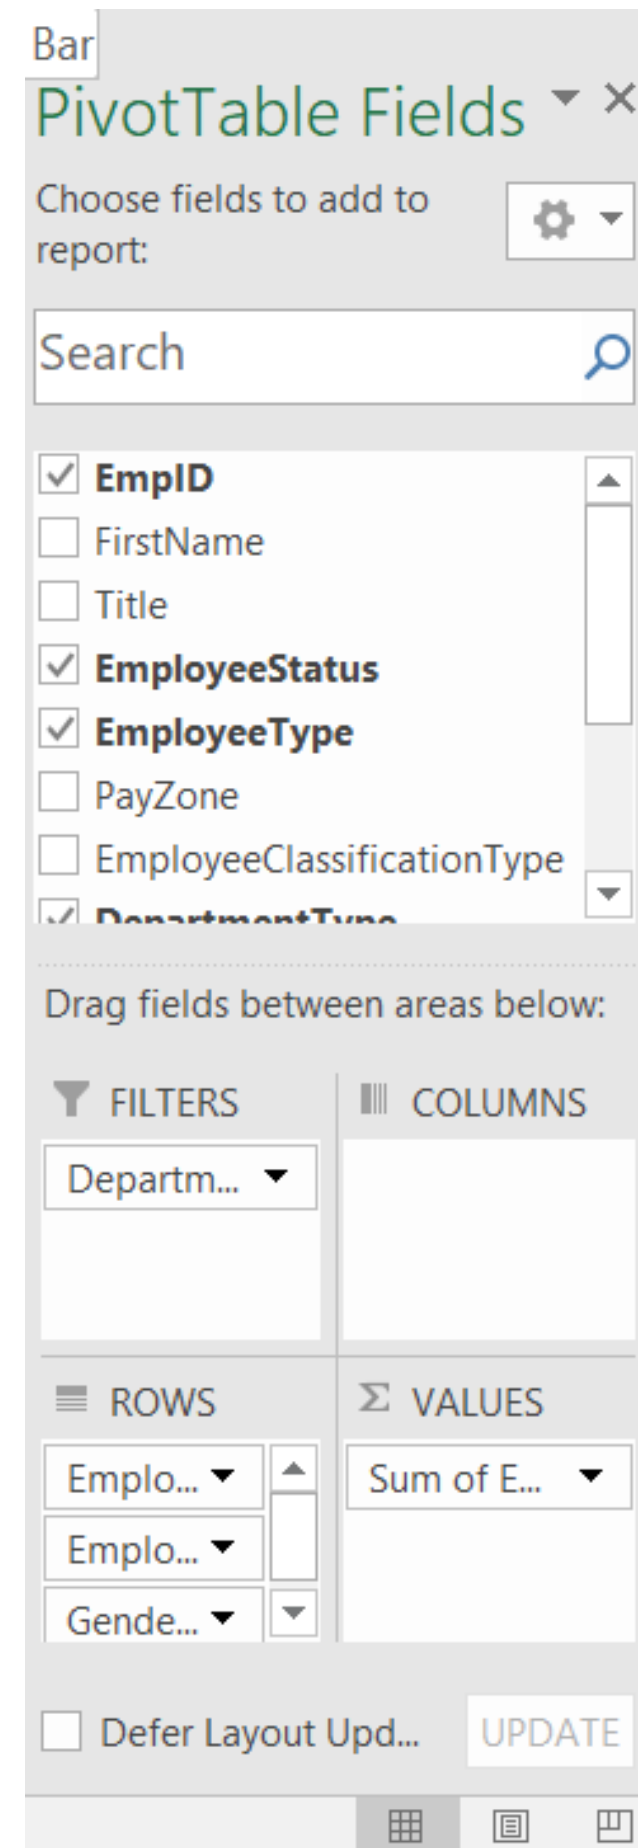 Bar
PivotTable Fields
Choose fields to add to
report:
Search
EmpID
FirstName
Title
EmployeeStatus
EmployeeType
PayZone
EmployeeClassificationType
DepartmentType
Drag fields between areas below:
FILTERS
COLUMNS
Departm...
ROWS
Σ VALUES
Emplo...
Sum of E...
Emplo...
Gende...
Defer Layout Upd...
UPDATE